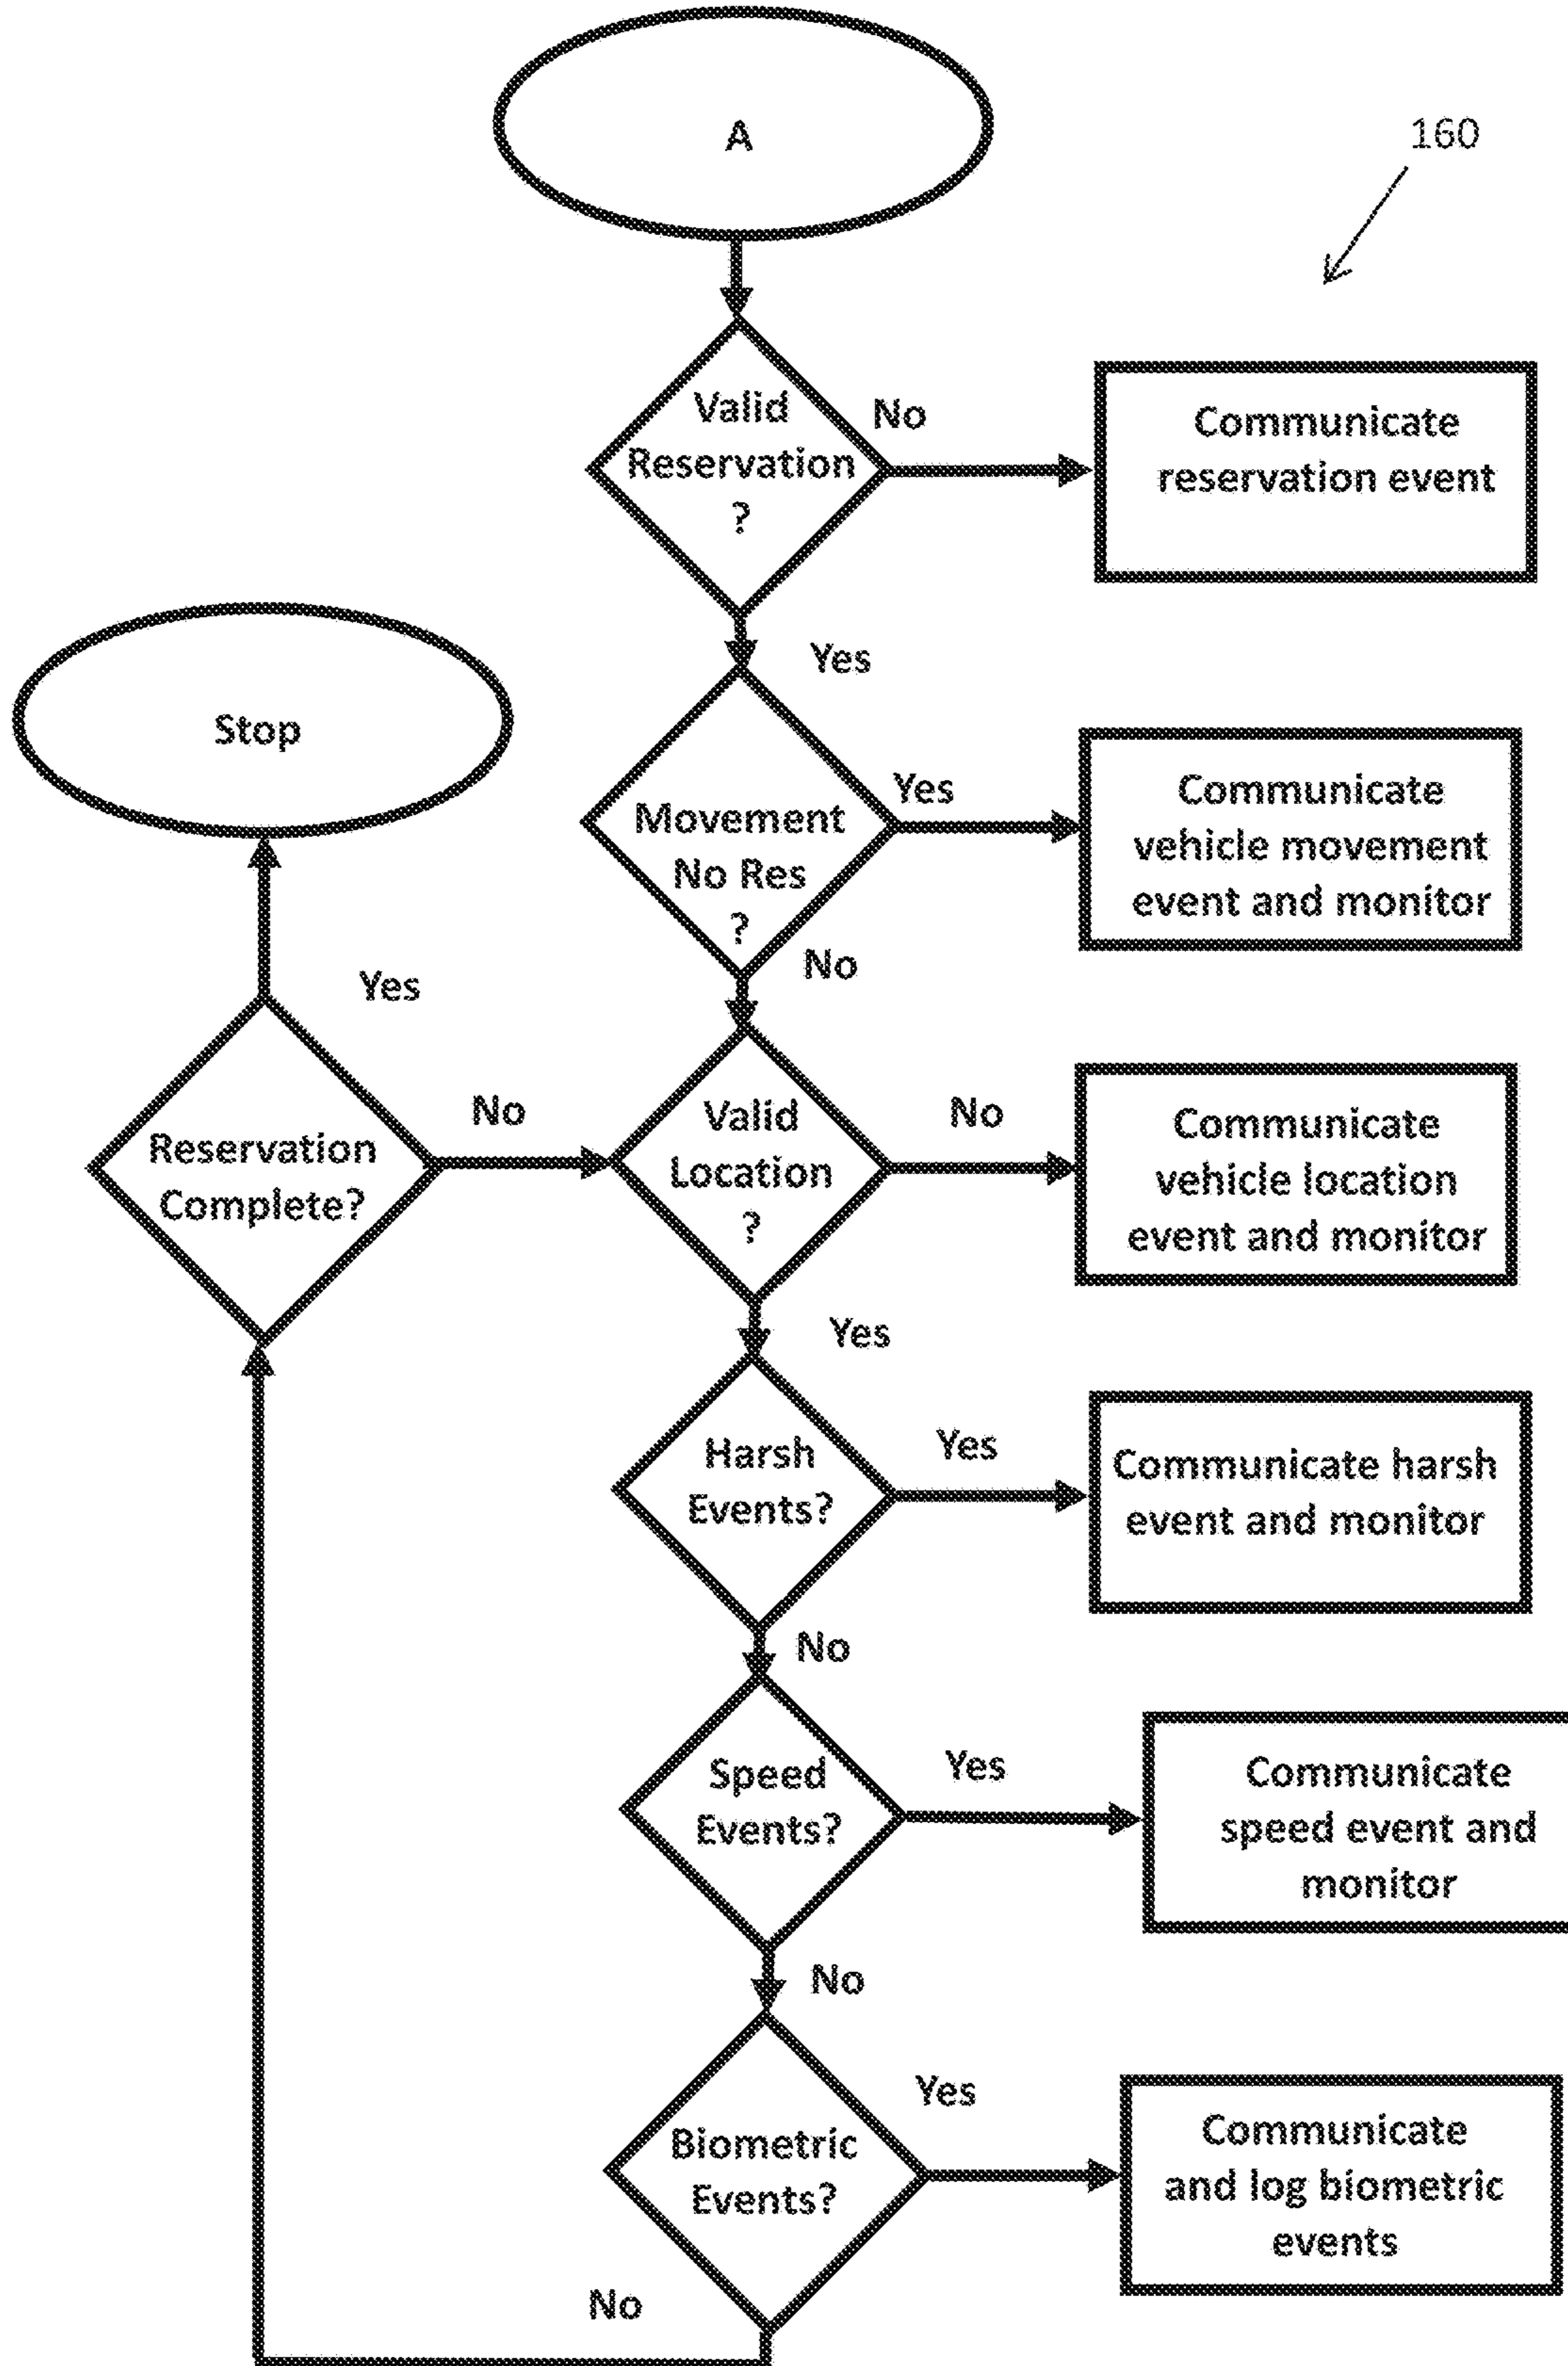 A
160
Valid
Reservation
?
No
Communicate
reservation event
Yes
Stop
Movement
No Res
?
Yes
Communicate
vehicle movement
event and monitor
No
Yes
Reservation
Complete?
No
Valid
Location
?
No
Communicate
vehicle location
event and monitor
Yes
Harsh
Events?
Yes
Communicate harsh
event and monitor
No
Speed
Events?
Yes
Communicate
speed event and
monitor
No
Biometric
Events?
Yes
Communicate
and log biometric
events
No